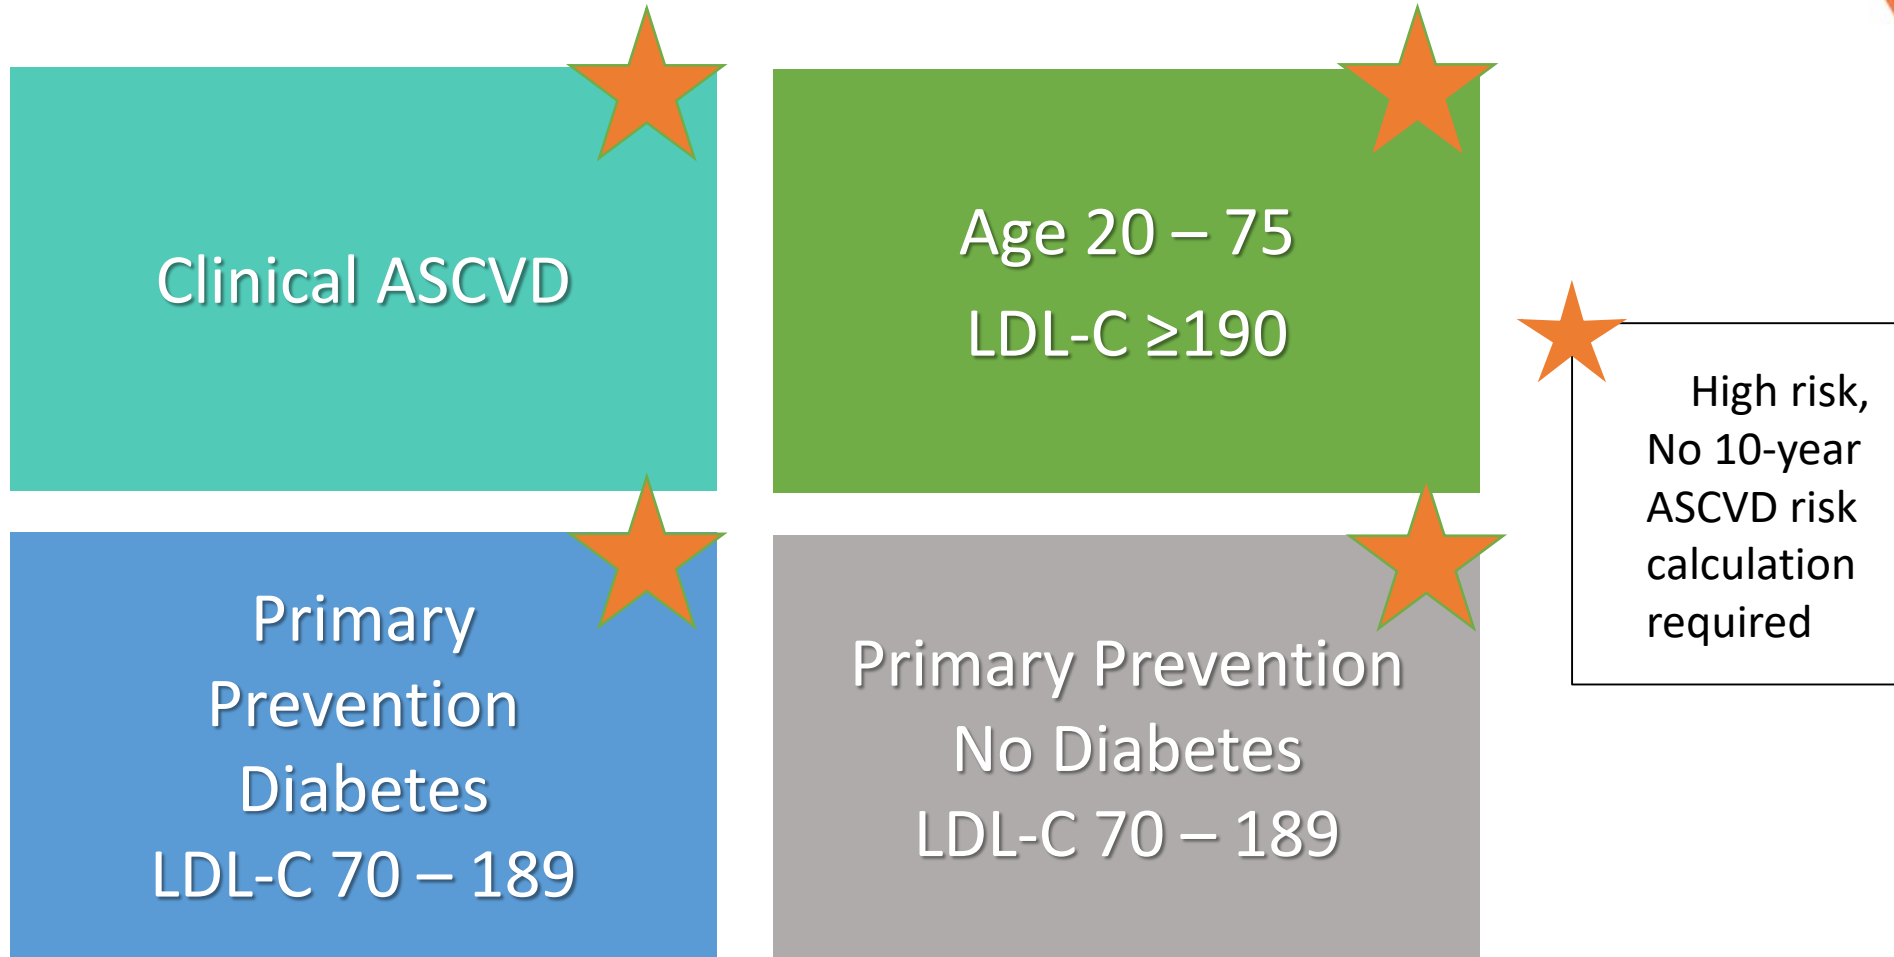 Clinical ASCVD
Age 20 – 75
LDL-C ≥190
Primary
Prevention
Diabetes
LDL-C 70 – 189
Primary Prevention
No Diabetes
LDL-C 70 – 189
High risk,
No 10-year
ASCVD risk
calculation
required